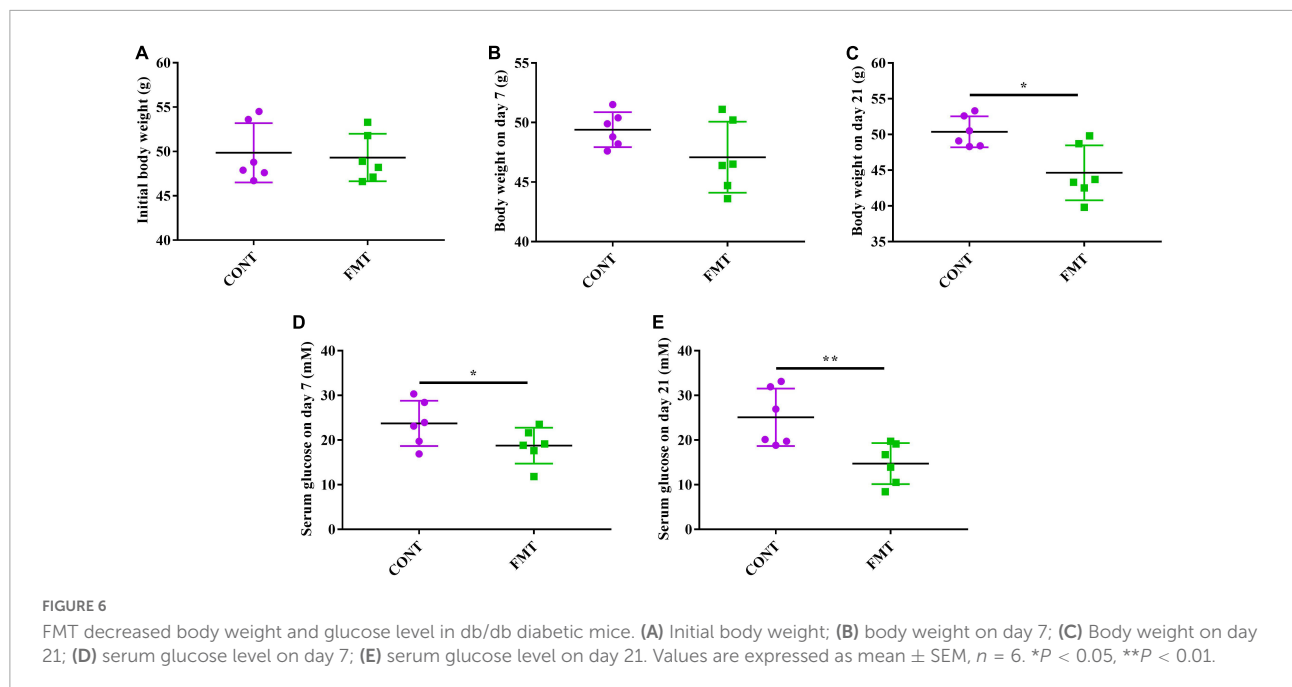 A
Initial body weight (g)
60
55
50
45
40
CONT
FMT
B
Body weight on day 7 (g)
55
50
45
40
CONT
FMT
C
Body weight on day 21 (g)
60
55
50
45
40
35
*
CONT
FMT
D
Serum glucose on day 7 (mM)
40
30
20
10
0
*
CONT
FMT
E
Serum glucose on day 21 (mM)
40
30
20
10
0
**
CONT
FMT
FIGURE 6
FMT decreased body weight and glucose level in db/db diabetic mice. (A) Initial body weight; (B) body weight on day 7; (C) Body weight on day
21; (D) serum glucose level on day 7; (E) serum glucose level on day 21. Values are expressed as mean ± SEM, n = 6. *P < 0.05, **P < 0.01.